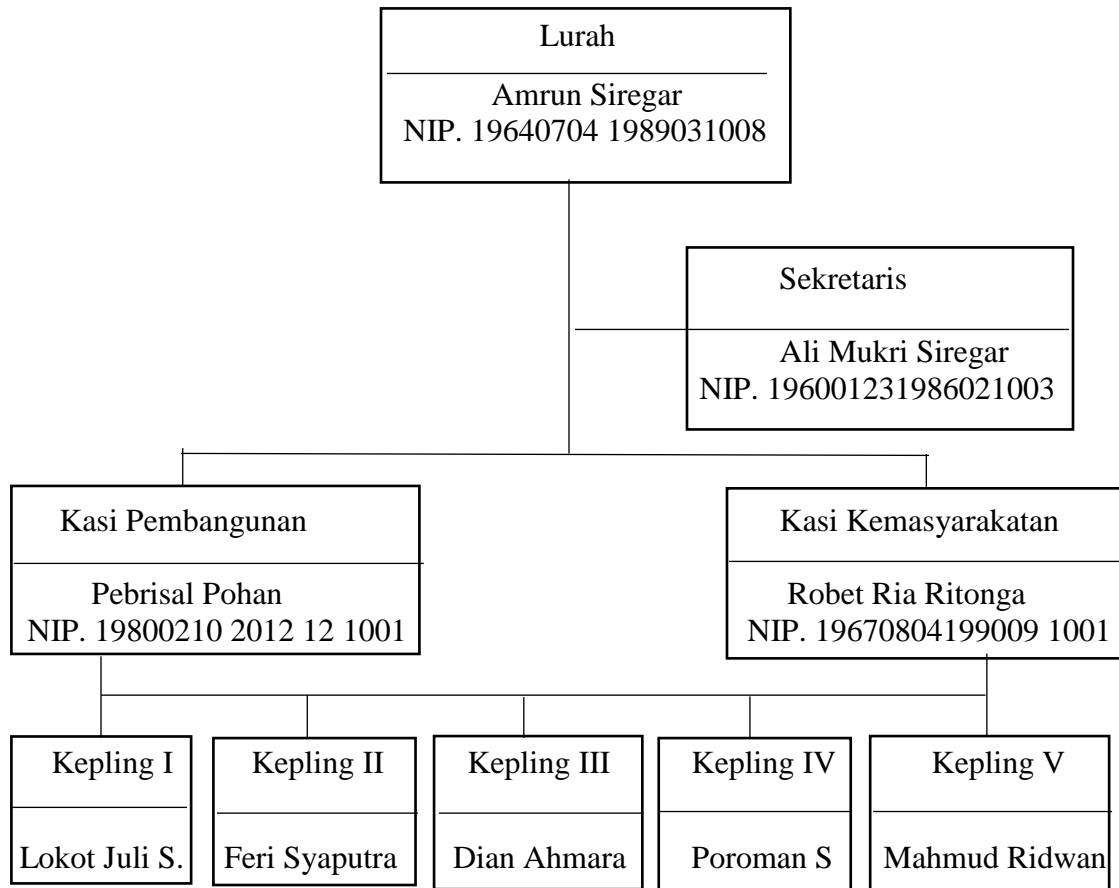 Lurah
Amrun Siregar
NIP. 19640704 1989031008
Sekretaris
Ali Mukri Siregar
NIP. 196001231986021003
Kasi Pembangunan
Pebrisal Pohan
NIP. 19800210 2012 12 1001
Kasi Kemasyarakatan
Robet Ria Ritonga
NIP. 19670804199009 1001
Kepling I
Lokot Juli S.
Kepling II
Feri Syaputra
Kepling III
Dian Ahmara
Kepling IV
Poroman S
Kepling V
Mahmud Ridwan